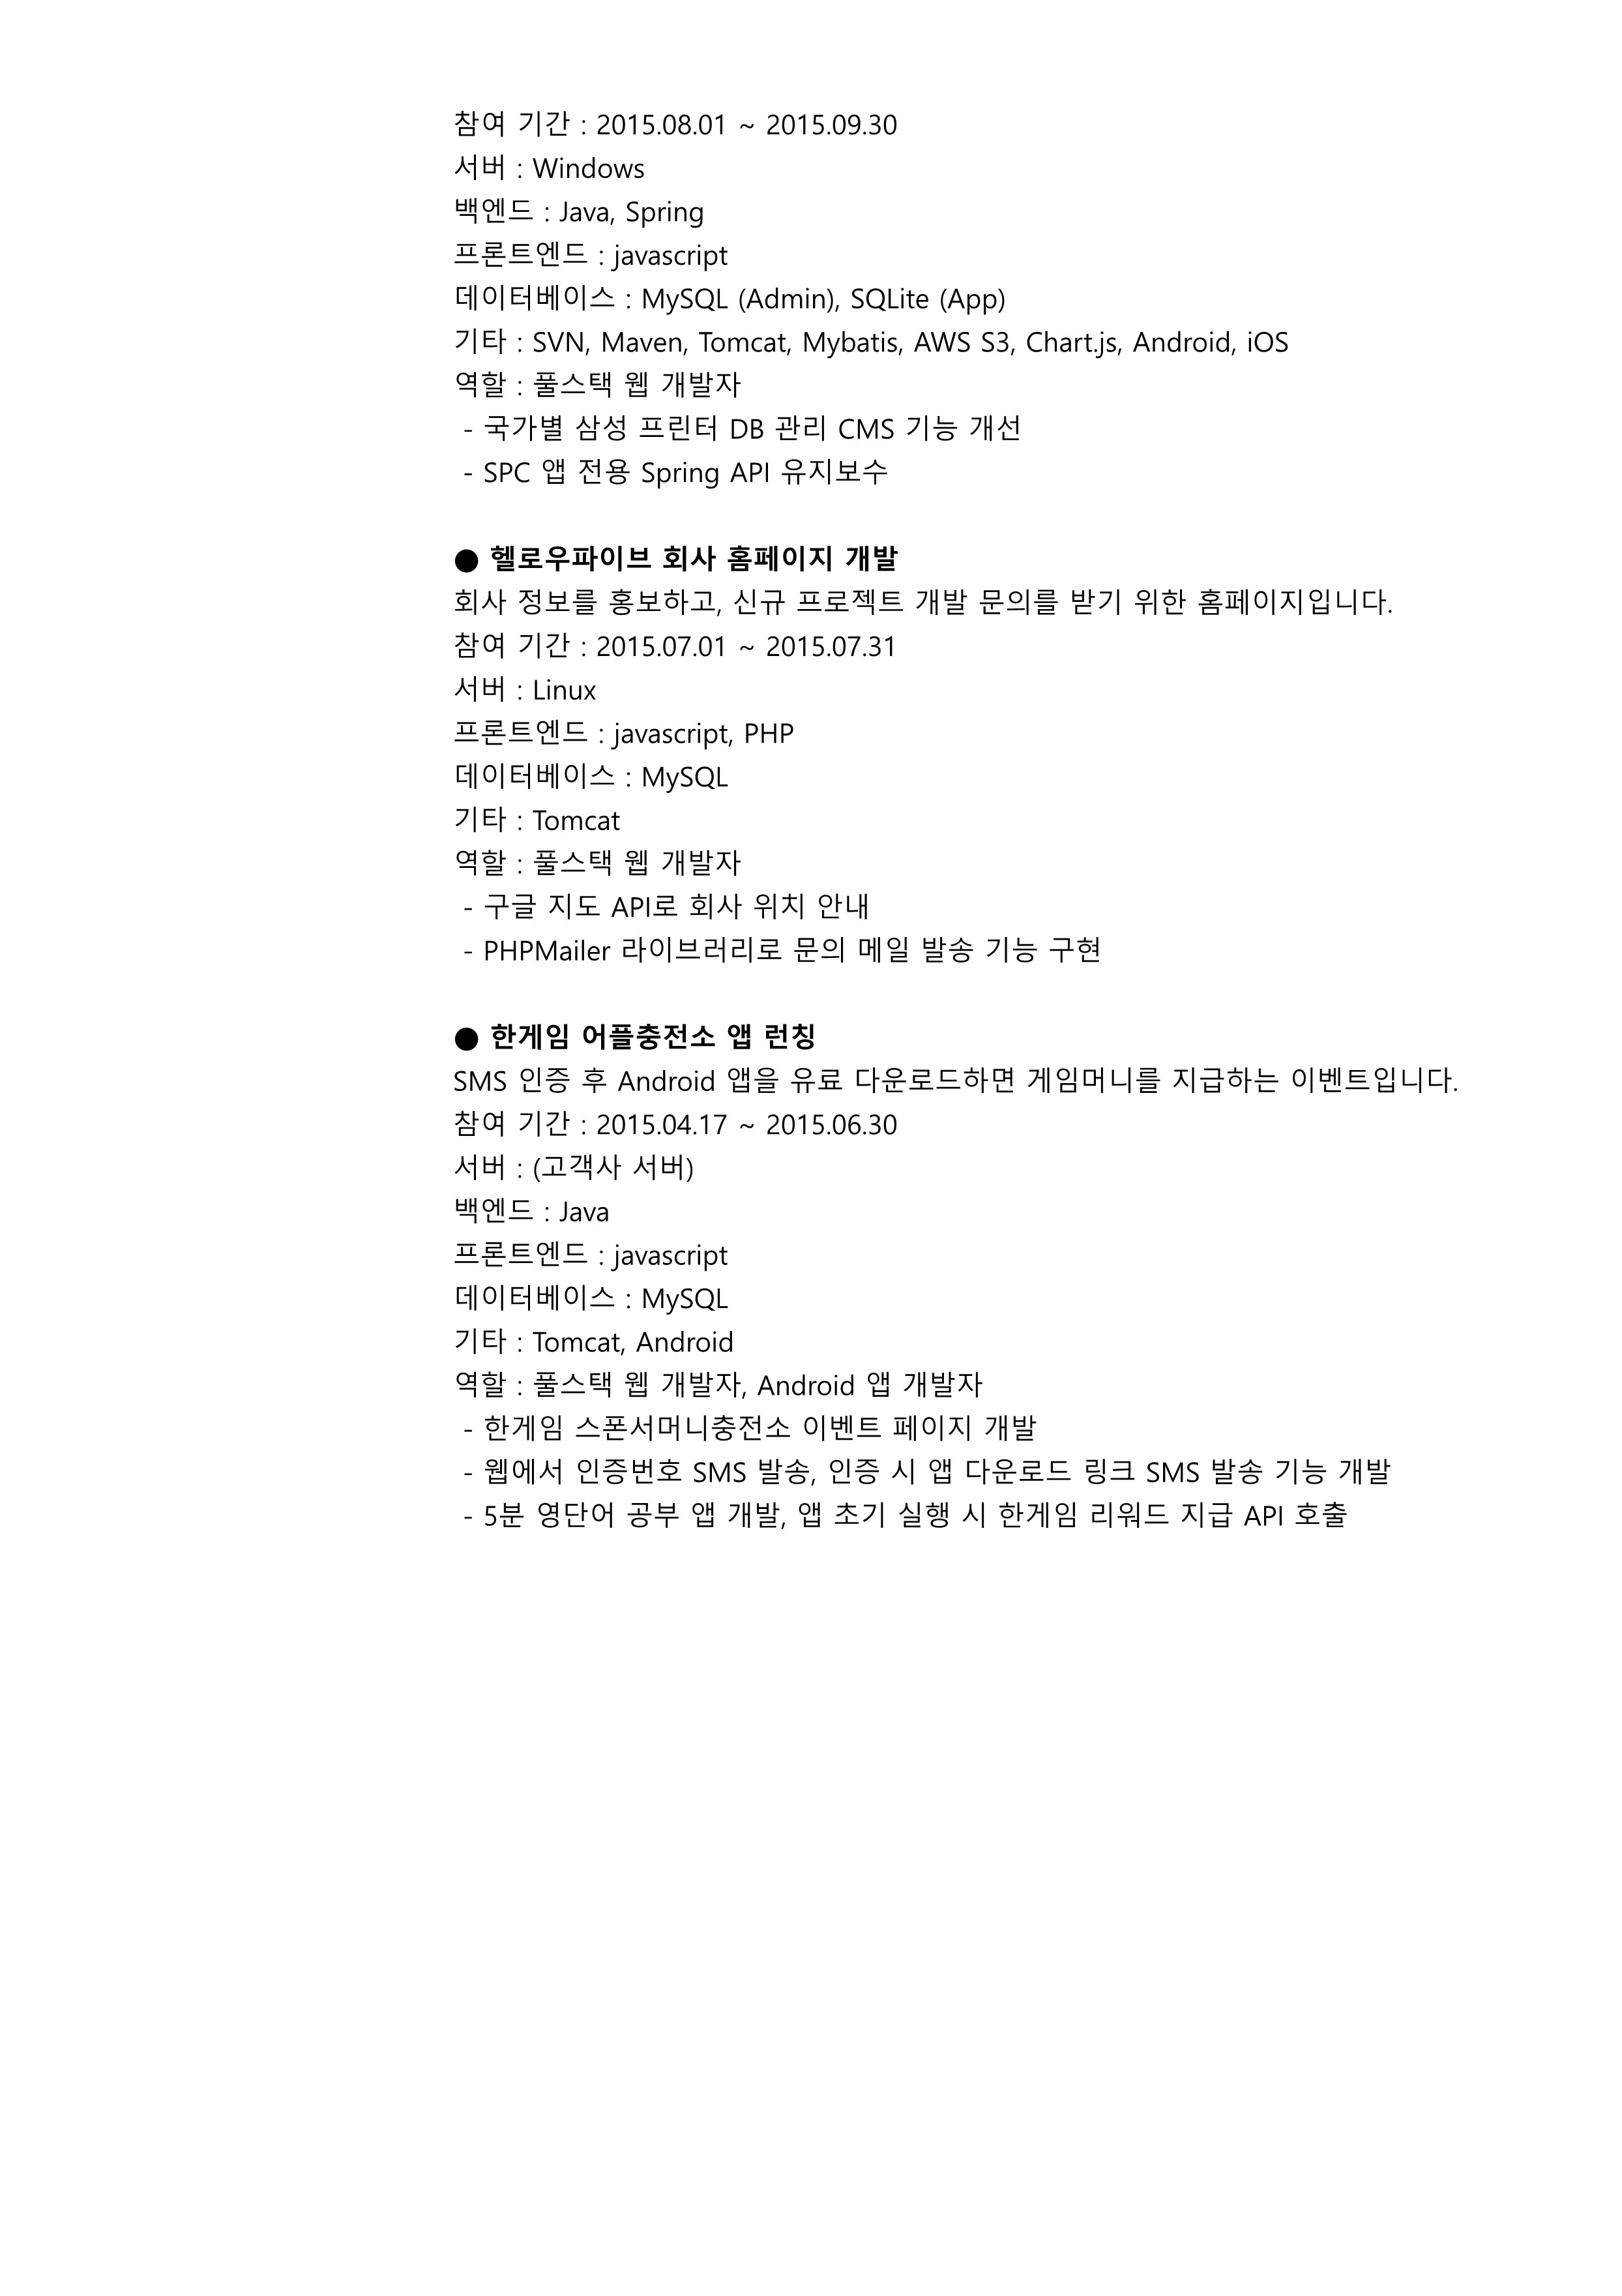 참여 기간 : 2015.08.01 ~ 2015.09.30
서버 : Windows
백엔드 : Java, Spring
프론트엔드 : javascript
데이터베이스 : MySQL (Admin), SQLite (App)
기타 : SVN, Maven, Tomcat, Mybatis, AWS S3, Chart.js, Android, iOS
역할 : 풀스택 웹 개발자
- 국가별 삼성 프린터 DB 관리 CMS 기능 개선
- SPC 앱 전용 Spring API 유지보수
● 헬로우파이브 회사 홈페이지 개발
회사 정보를 홍보하고, 신규 프로젝트 개발 문의를 받기 위한 홈페이지입니다.
참여 기간 : 2015.07.01 ~ 2015.07.31
서버 : Linux
프론트엔드 : javascript, PHP
데이터베이스 : MySQL
기타 : Tomcat
역할 : 풀스택 웹 개발자
- 구글 지도 API로 회사 위치 안내
- PHPMailer 라이브러리로 문의 메일 발송 기능 구현
● 한게임 어플충전소 앱 런칭
SMS 인증 후 Android 앱을 유료 다운로드하면 게임머니를 지급하는 이벤트입니다.
참여 기간 : 2015.04.17 ~ 2015.06.30
서버 : (고객사 서버)
백엔드 : Java
프론트엔드 : javascript
데이터베이스 : MySQL
기타 : Tomcat, Android
역할 : 풀스택 웹 개발자, Android 앱 개발자
- 한게임 스폰서머니충전소 이벤트 페이지 개발
- 웹에서 인증번호 SMS 발송, 인증 시 앱 다운로드 링크 SMS 발송 기능 개발
- 5분 영단어 공부 앱 개발, 앱 초기 실행 시 한게임 리워드 지급 API 호출